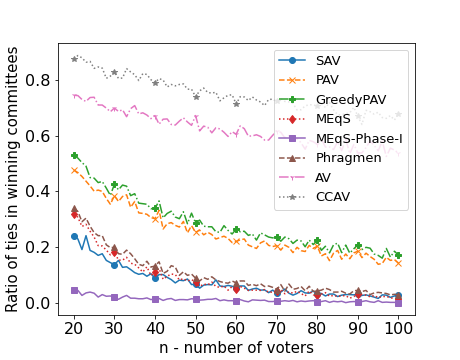 Ratio of ties in winning committees
0.8
0.6
0.4
0.2
0.0
SAV
PAV
GreedyPAV
MEqS
MEqS-Phase-I
Phragmen
AV
CCAV
20 30 40 50 60 70 80 90 100
n - number of voters